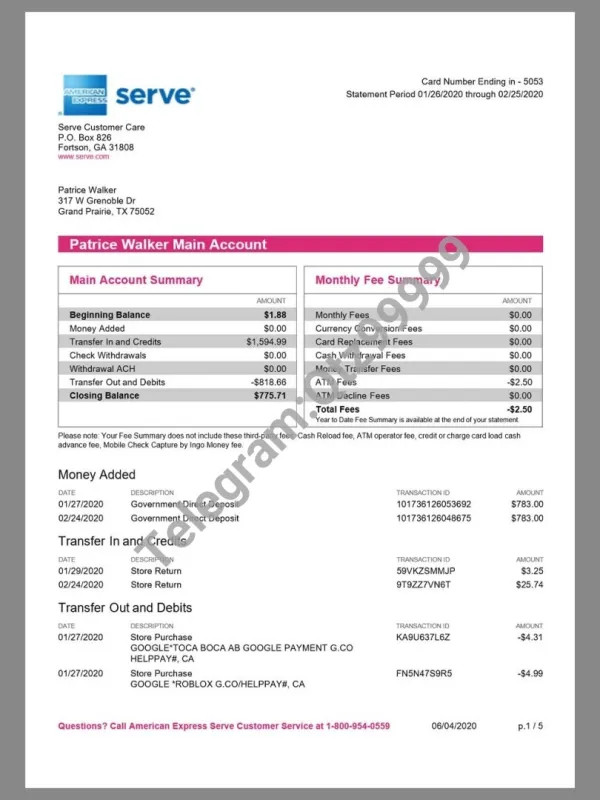 AMERICAN
EXPRESS
serve
Card Number Ending in - 5053
Statement Period 01/26/2020 through 02/25/2020
Serve Customer Care
P.O. Box 826
Fortson, GA 31808
www.serve.com
Patrice Walker
317 W Grenoble Dr
Grand Prairie, TX 75052
Patrice Walker Main Account
Main Account Summary
AMOUNT
Beginning Balance $1.88
Money Added $0.00
Transfer In and Credits $1,594.99
Check Withdrawals $0.00
Withdrawal ACH $0.00
Transfer Out and Debits -$818.66
Closing Balance $775.71
Monthly Fee Summary
AMOUNT
Monthly Fees $0.00
Currency Conversion Fees $0.00
Card Replacement Fees $0.00
Cash Withdrawal Fees $0.00
Money Transfer Fees $0.00
ATM Fees -$2.50
ATM Decline Fees $0.00
Total Fees -$2.50
Year to Date Fee Summary is available at the end of your statement
Please note: Your Fee Summary does not include these third-party fees: Cash Reload fee, ATM operator fee, credit or charge card load cash
advance fee, Mobile Check Capture by Ingo Money fee.
Money Added
DATE DESCRIPTION TRANSACTION ID AMOUNT
01/27/2020 Government Direct Deposit 101736126053692 $783.00
02/24/2020 Government Direct Deposit 101736126048675 $783.00
Transfer In and Credits
DATE DESCRIPTION TRANSACTION ID AMOUNT
01/29/2020 Store Return 59VKZSMMJP $3.25
02/24/2020 Store Return 9T9ZZ7VN6T $25.74
Transfer Out and Debits
DATE DESCRIPTION TRANSACTION ID AMOUNT
01/27/2020 Store Purchase KA9U637L6Z -$4.31
GOOGLE*TOCA BOCA AB GOOGLE PAYMENT G.CO
HELPPAY#, CA
01/27/2020 Store Purchase FN5N47S9R5 -$4.99
GOOGLE *ROBLOX G.CO/HELPPAY#, CA
Questions? Call American Express Serve Customer Service at 1-800-954-0559 06/04/2020 p.1 / 5